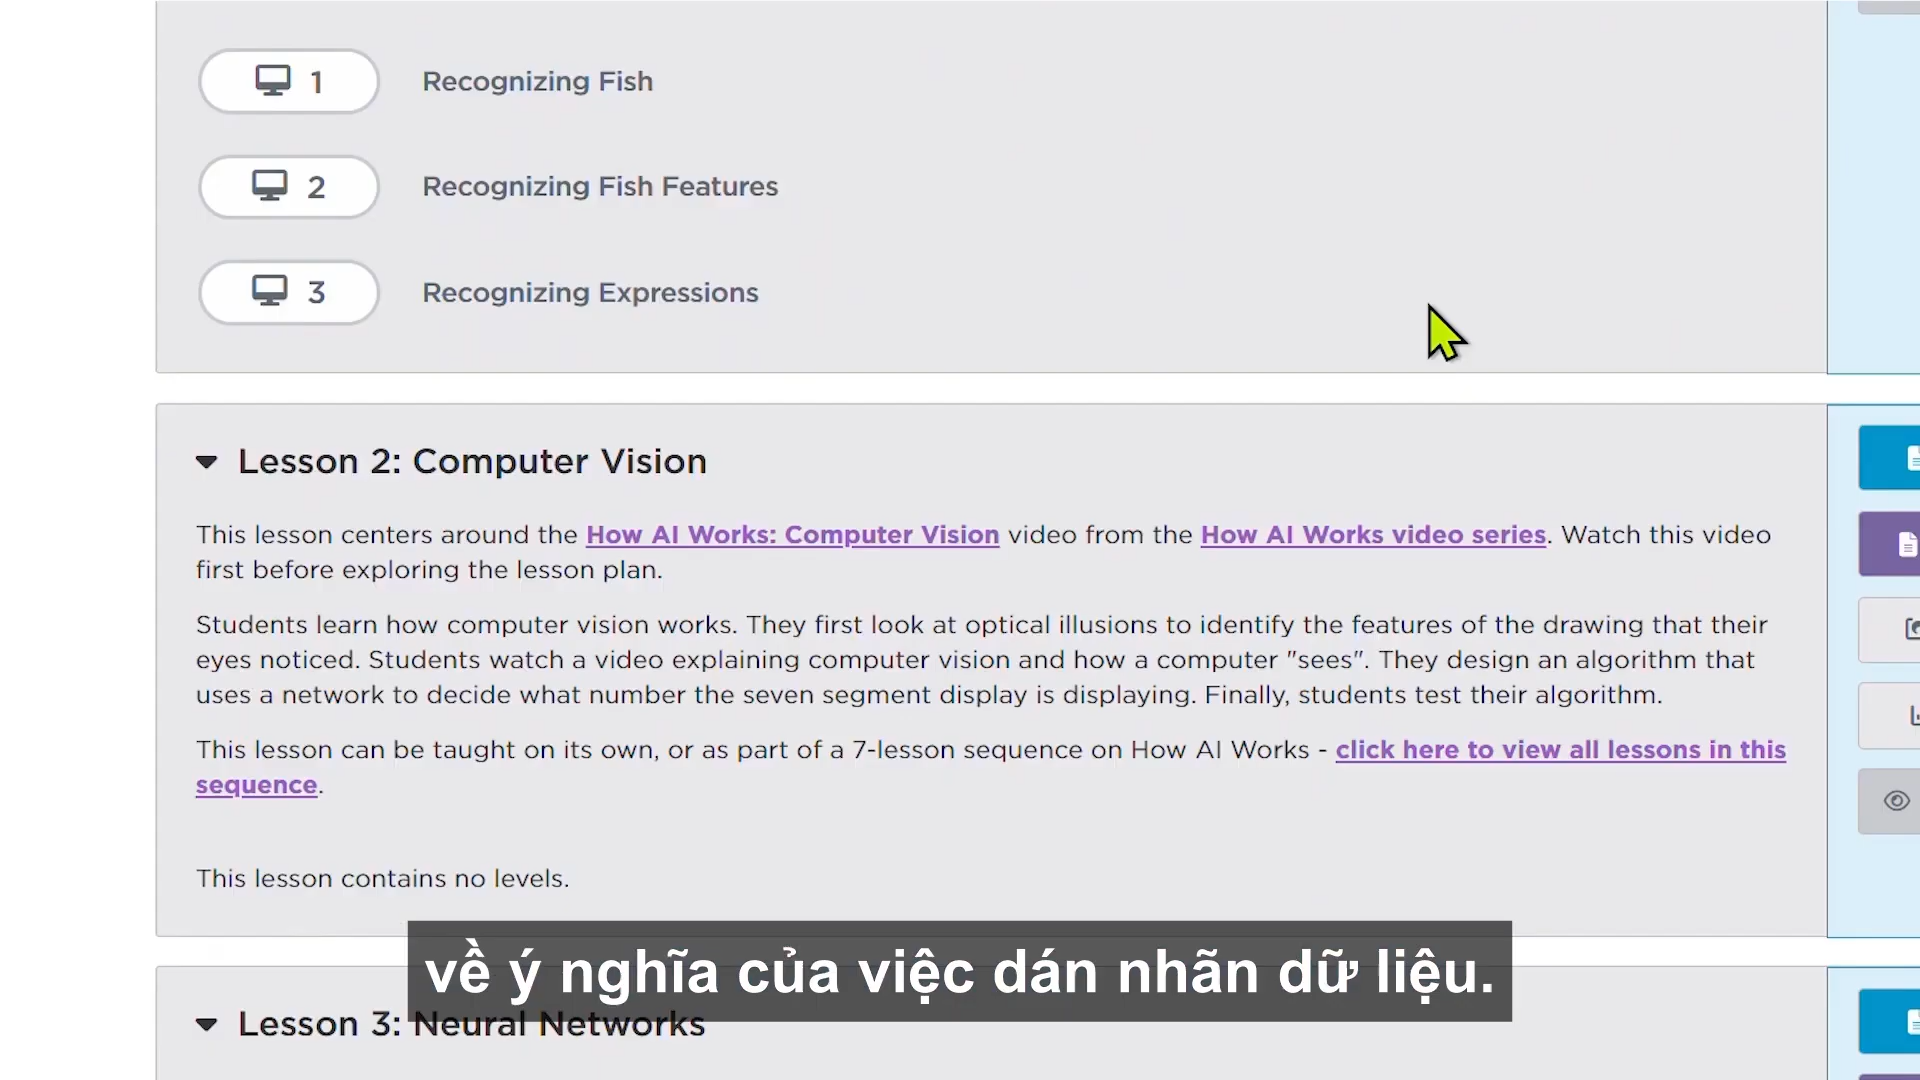 1 Recognizing Fish
2 Recognizing Fish Features
3 Recognizing Expressions
Lesson 2: Computer Vision
This lesson centers around the How AI Works: Computer Vision video from the How AI Works video series. Watch this video
first before exploring the lesson plan.
Students learn how computer vision works. They first look at optical illusions to identify the features of the drawing that their
eyes noticed. Students watch a video explaining computer vision and how a computer "sees". They design an algorithm that
uses a network to decide what number the seven segment display is displaying. Finally, students test their algorithm.
This lesson can be taught on its own, or as part of a 7-lesson sequence on How AI Works - click here to view all lessons in this
sequence.
This lesson contains no levels.
về ý nghĩa của việc dán nhãn dữ liệu.
Lesson 3: Neural Networks